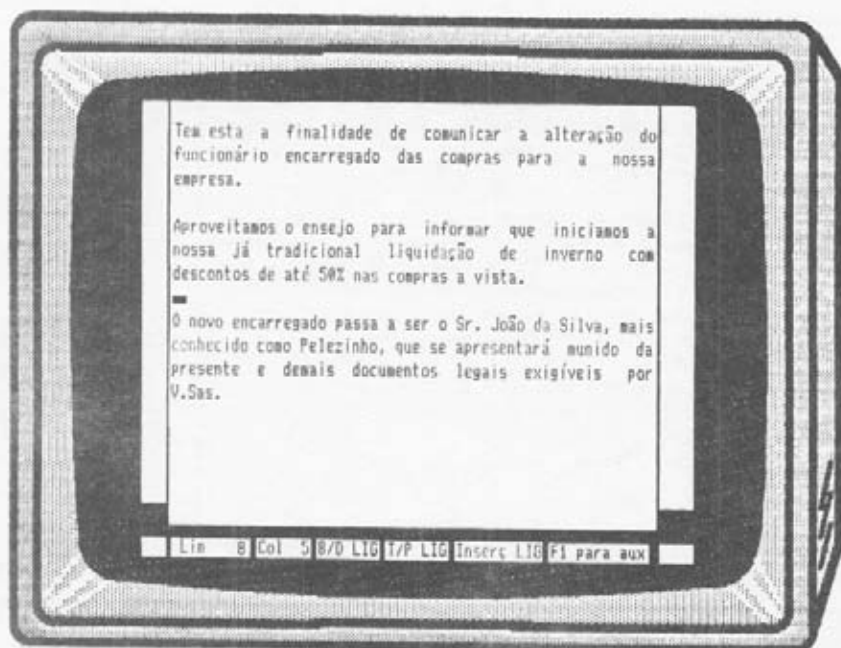 Tem esta a finalidade de comunicar a alteração do
funcionário encarregado das compras para a nossa
empresa.
Aproveitamos o ensejo para informar que iniciamos a
nossa já tradicional liquidação de inverno com
descontos de até 50% nas compras a vista.
O novo encarregado passa a ser o Sr. João da Silva, mais
conhecido como Pelezinho, que se apresentará munido da
presente e demais documentos legais exigíveis por
V.Sas.
Lin 8 Col 5 B/D LIG T/P LIG Inserç LIG F1 para aux